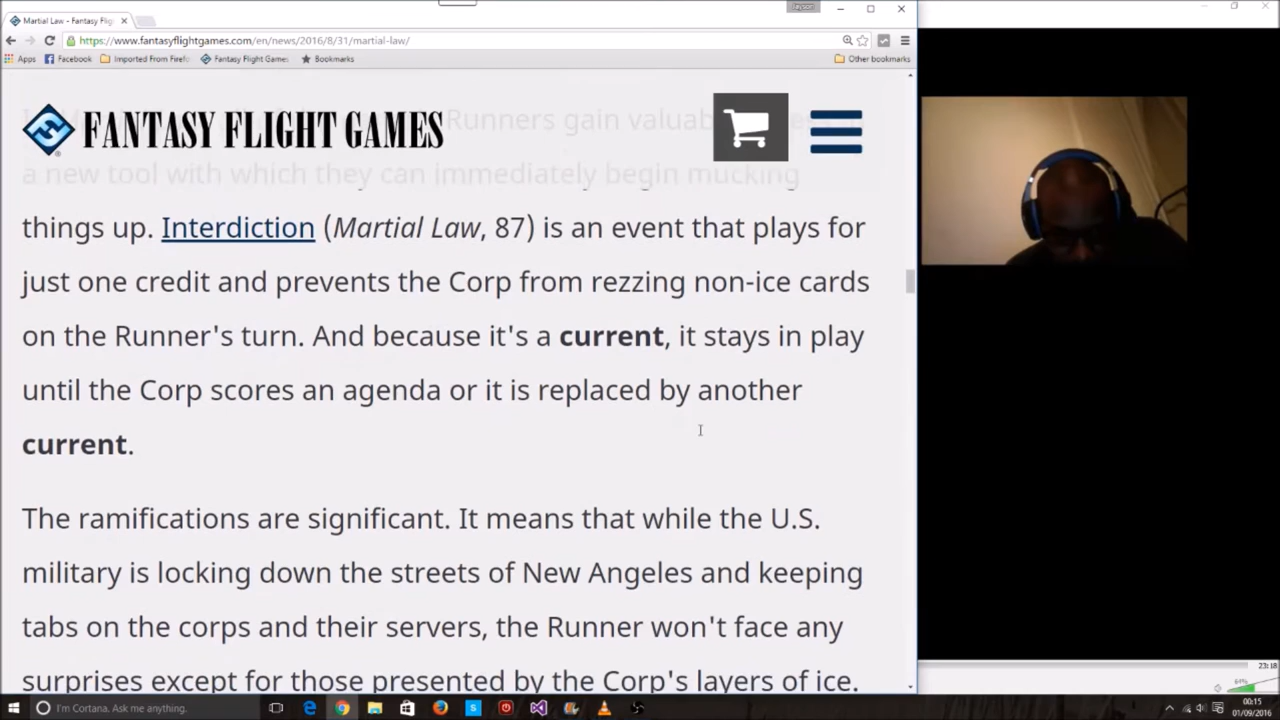 Jayson
Martial Law - Fantasy Flig
https://www.fantasyflightgames.com/en/news/2016/8/31/martial-law/
Apps Facebook Imported From Firefo Fantasy Flight Games Bookmarks Other bookmarks
FANTASY FLIGHT GAMES
Runners gain
a new tool with which they can immediately begin mucking
things up. Interdiction (Martial Law, 87) is an event that plays for
just one credit and prevents the Corp from rezzing non-ice cards
on the Runner's turn. And because it's a current, it stays in play
until the Corp scores an agenda or it is replaced by another
current.
The ramifications are significant. It means that while the U.S.
military is locking down the streets of New Angeles and keeping
tabs on the corps and their servers, the Runner won't face any
surprises except for those presented by the Corp's layers of ice.
23:18
64%
I'm Cortana. Ask me anything.
00:15
01/09/2016